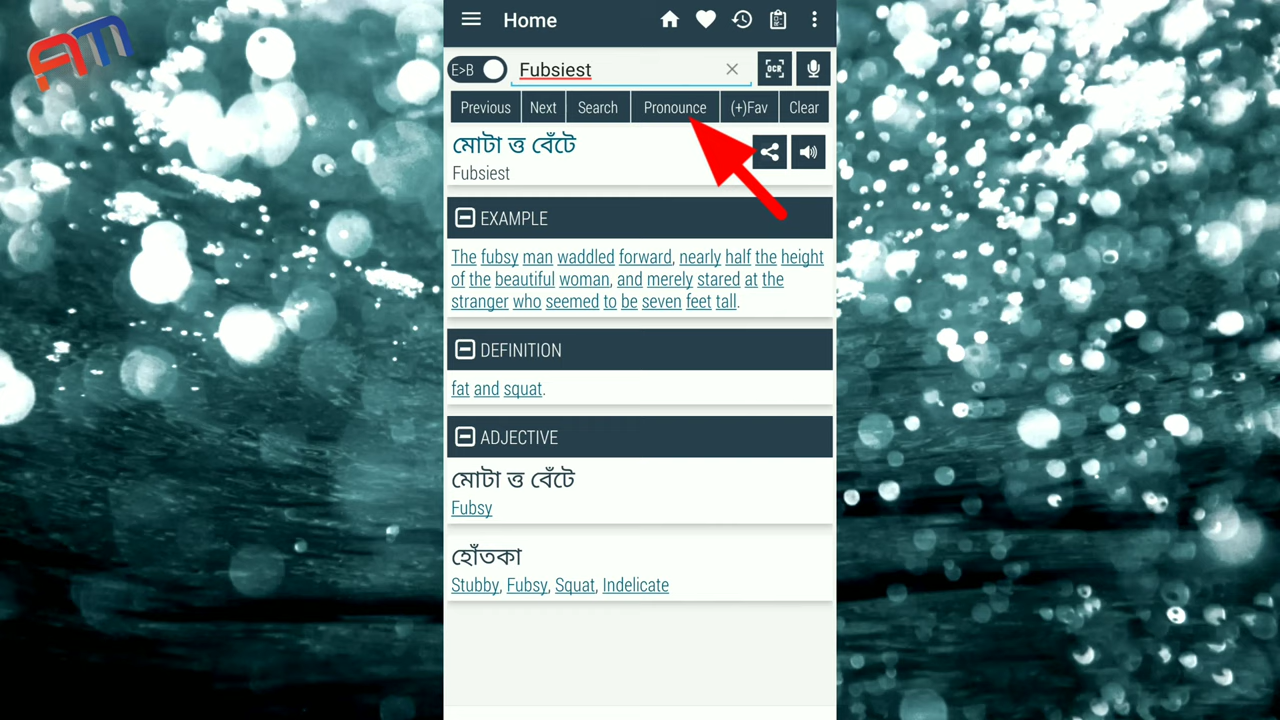 AM
Home
E>B Fubsiest OCR
Previous Next Search Pronounce (+)Fav Clear
মোটা ত্ত বেঁটে
Fubsiest
EXAMPLE
The fubsy man waddled forward, nearly half the height
of the beautiful woman, and merely stared at the
stranger who seemed to be seven feet tall.
DEFINITION
fat and squat.
ADJECTIVE
মোটা ত্ত বেঁটে
Fubsy
হোঁতকা
Stubby, Fubsy, Squat, Indelicate